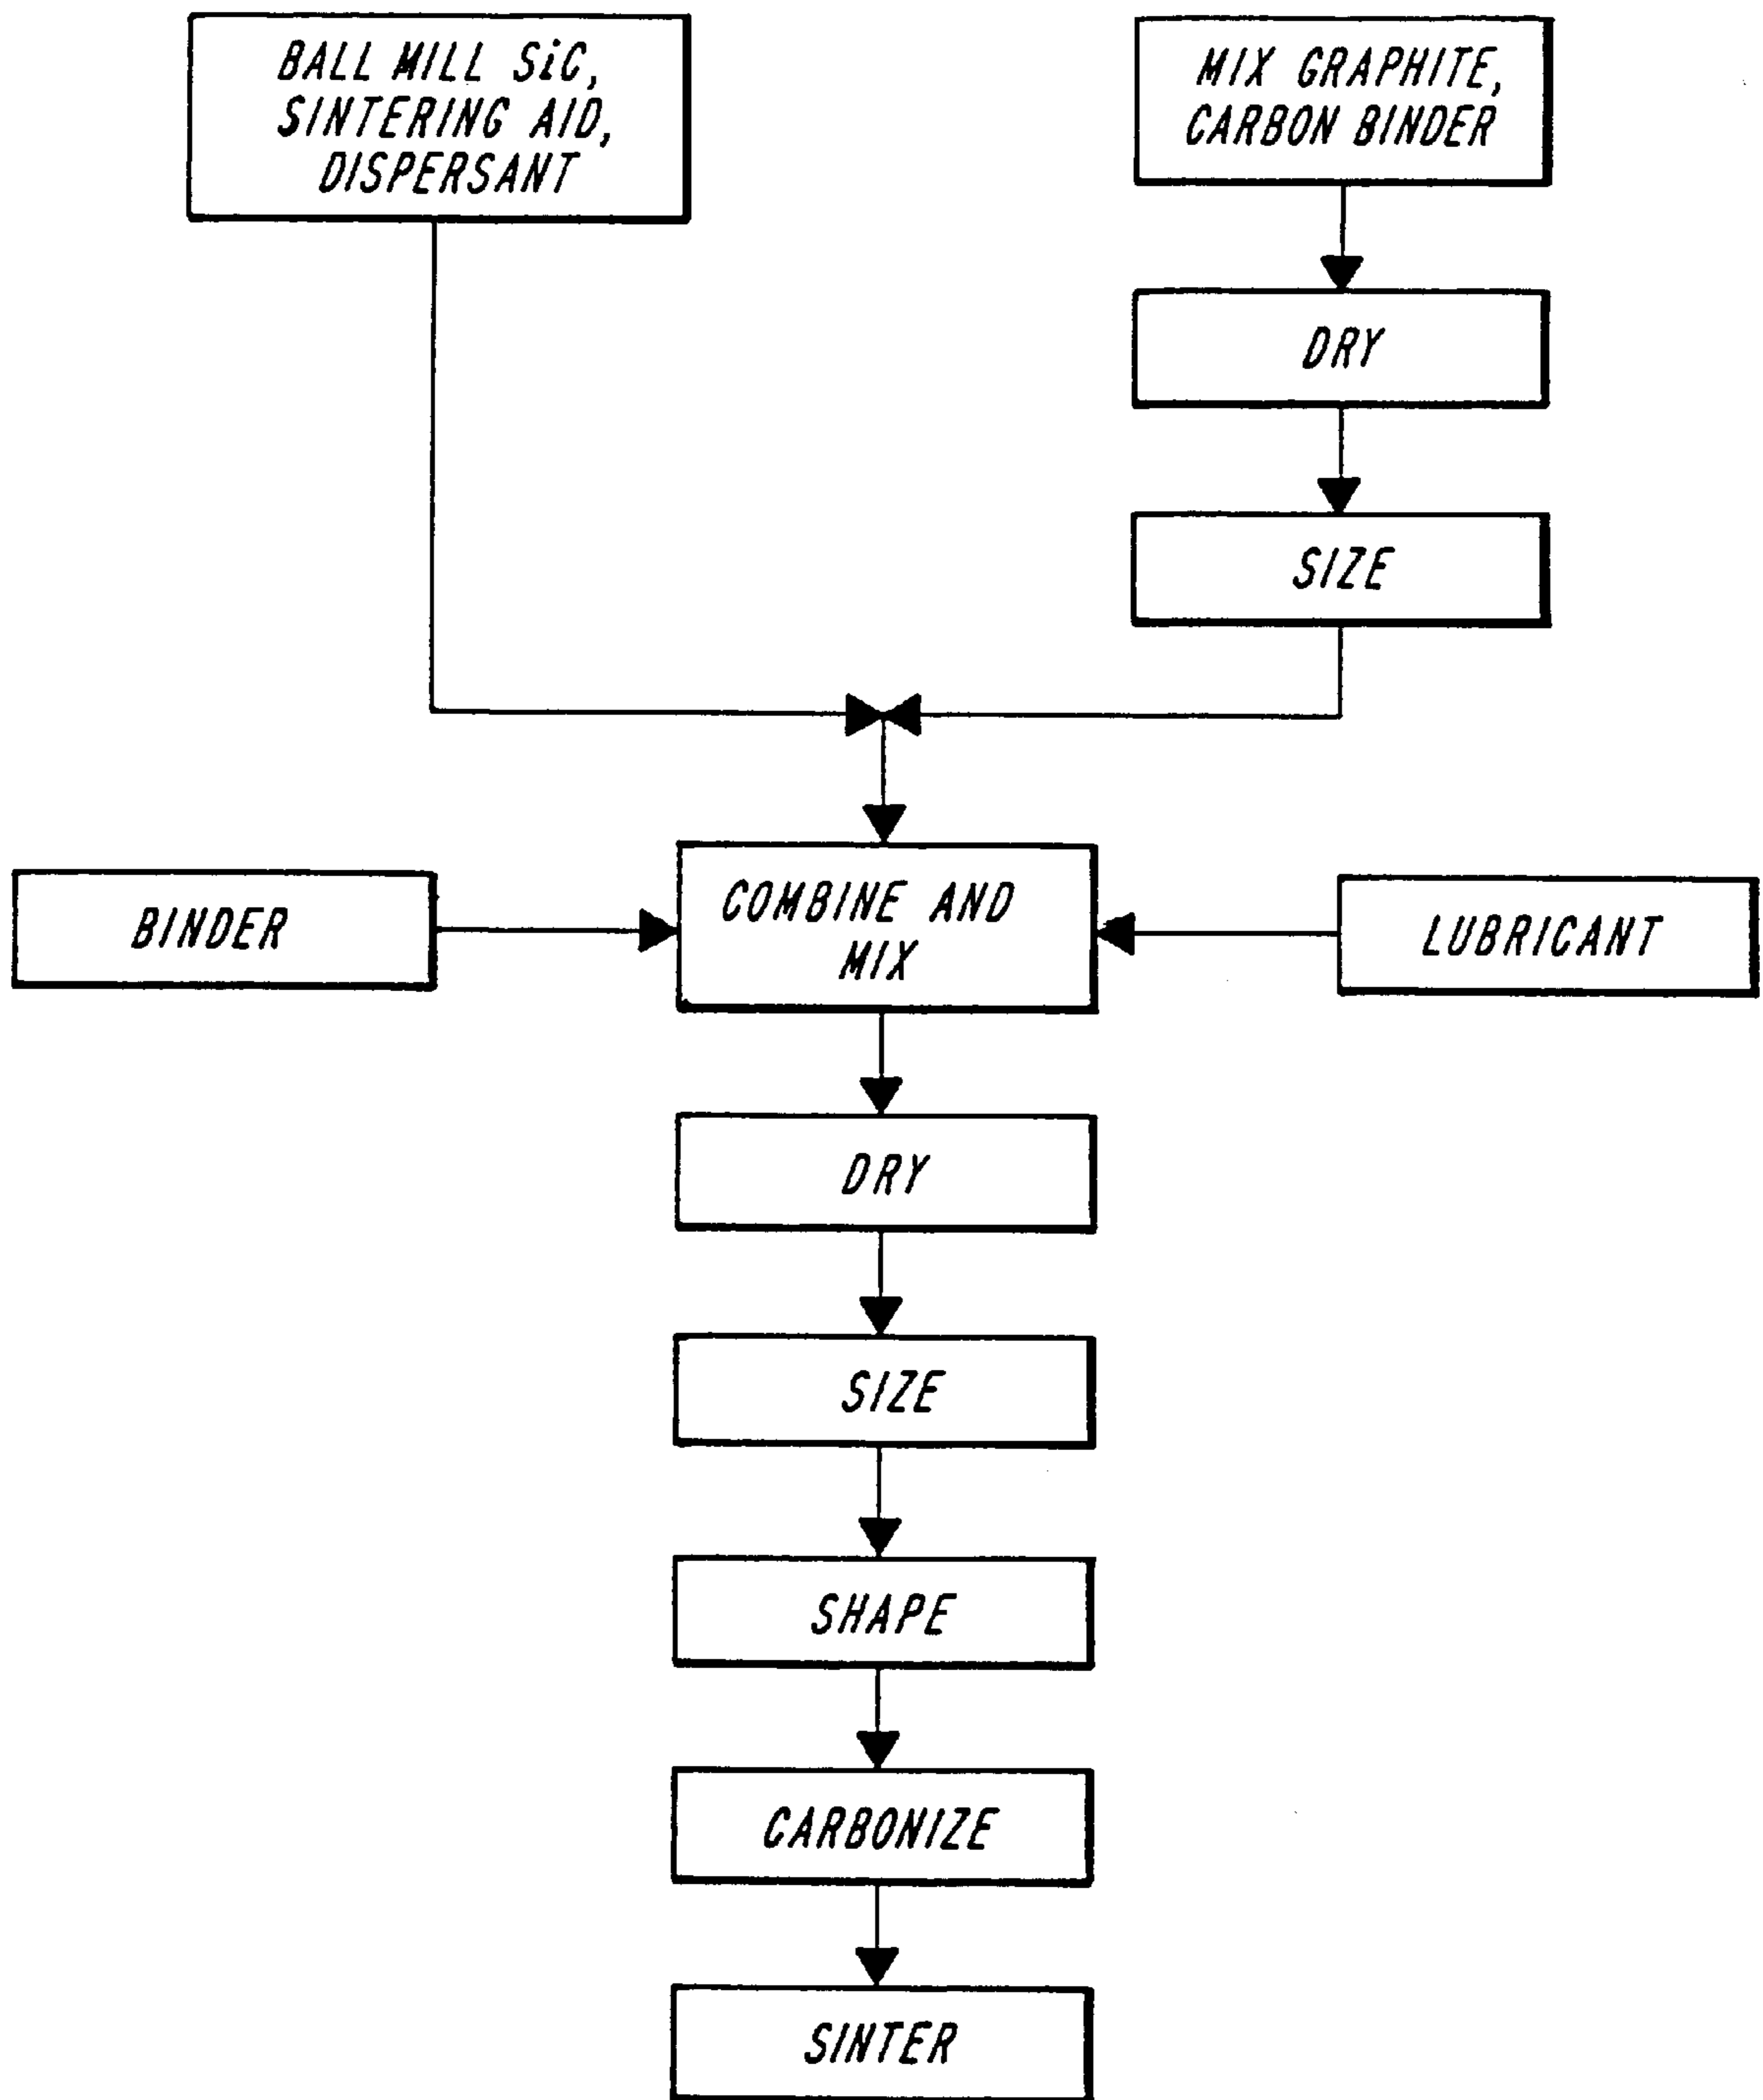 BALL MILL SiC,
SINTERING AID,
DISPERSANT
MIX GRAPHITE,
CARBON BINDER
DRY
SIZE
BINDER
COMBINE AND
MIX
LUBRICANT
DRY
SIZE
SHAPE
CARBONIZE
SINTER